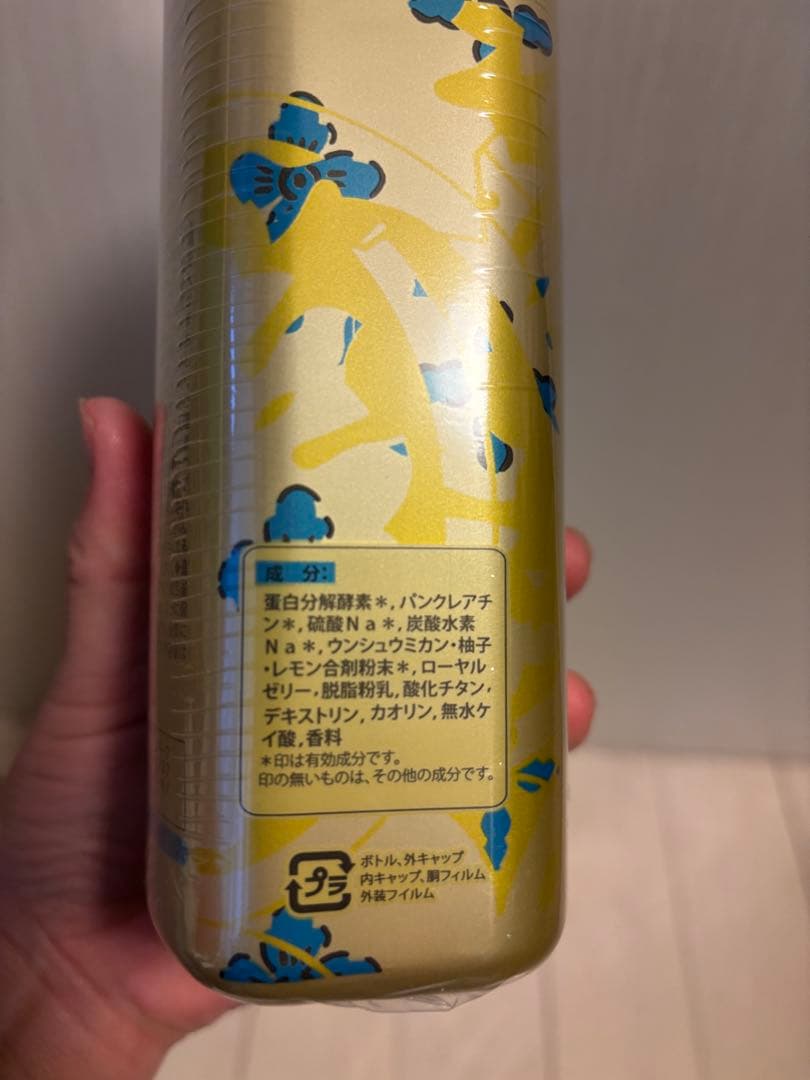 成 分:
蛋白分解酵素＊, パンクレアチ
ン＊, 硫酸Ｎａ＊, 炭酸水素
Ｎａ＊, ウンシュウミカン・柚子
・レモン合剤粉末＊, ローヤル
ゼリー・脱脂粉乳, 酸化チタン・
デキストリン, カオリン, 無水ケ
イ酸, 香料
＊印は有効成分です。
印の無いものは、その他の成分です。
プラ
ボトル、外キャップ
内キャップ、胴フィルム
外装フイルム